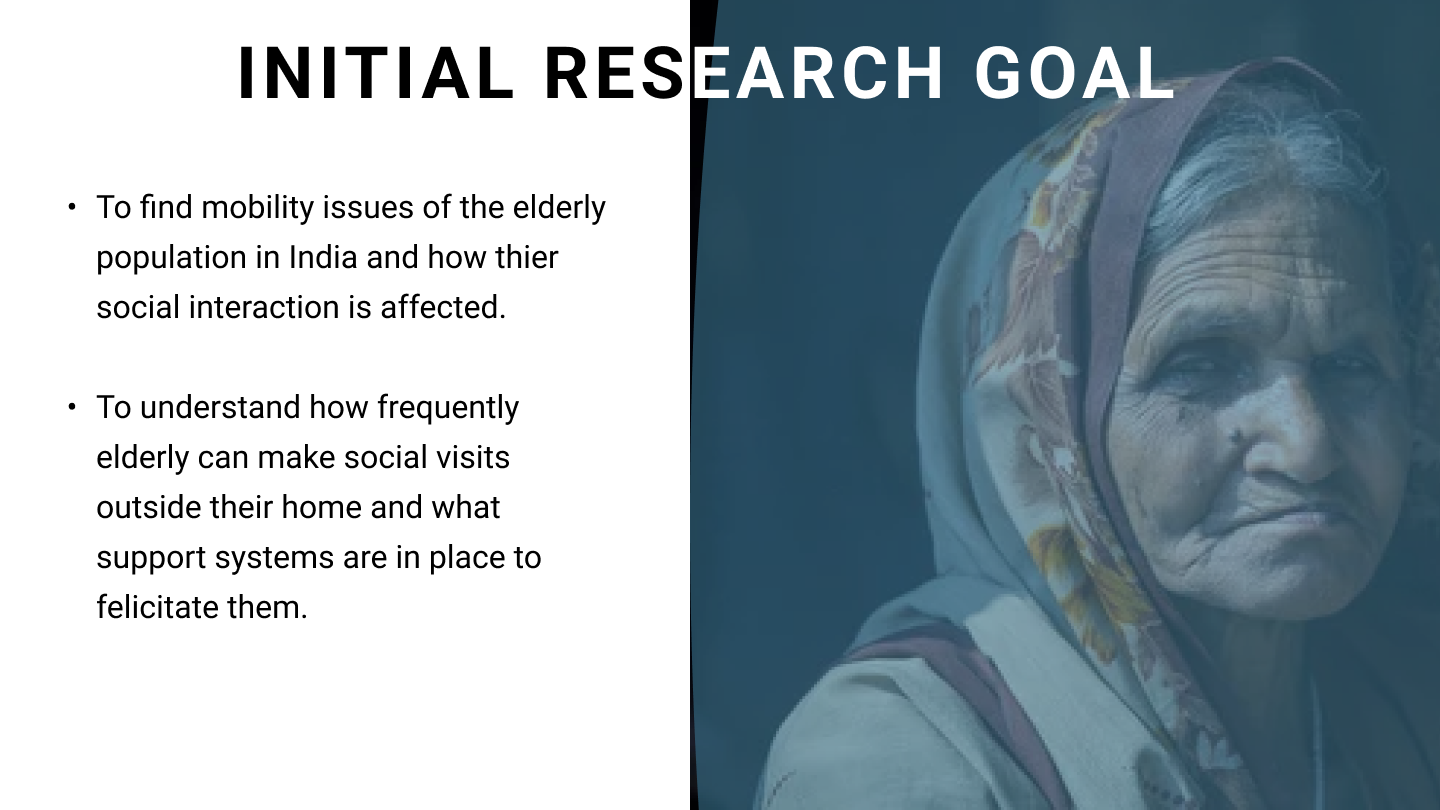 INITIAL RESEARCH GOAL
• To find mobility issues of the elderly
population in India and how thier
social interaction is affected.
• To understand how frequently
elderly can make social visits
outside their home and what
support systems are in place to
felicitate them.